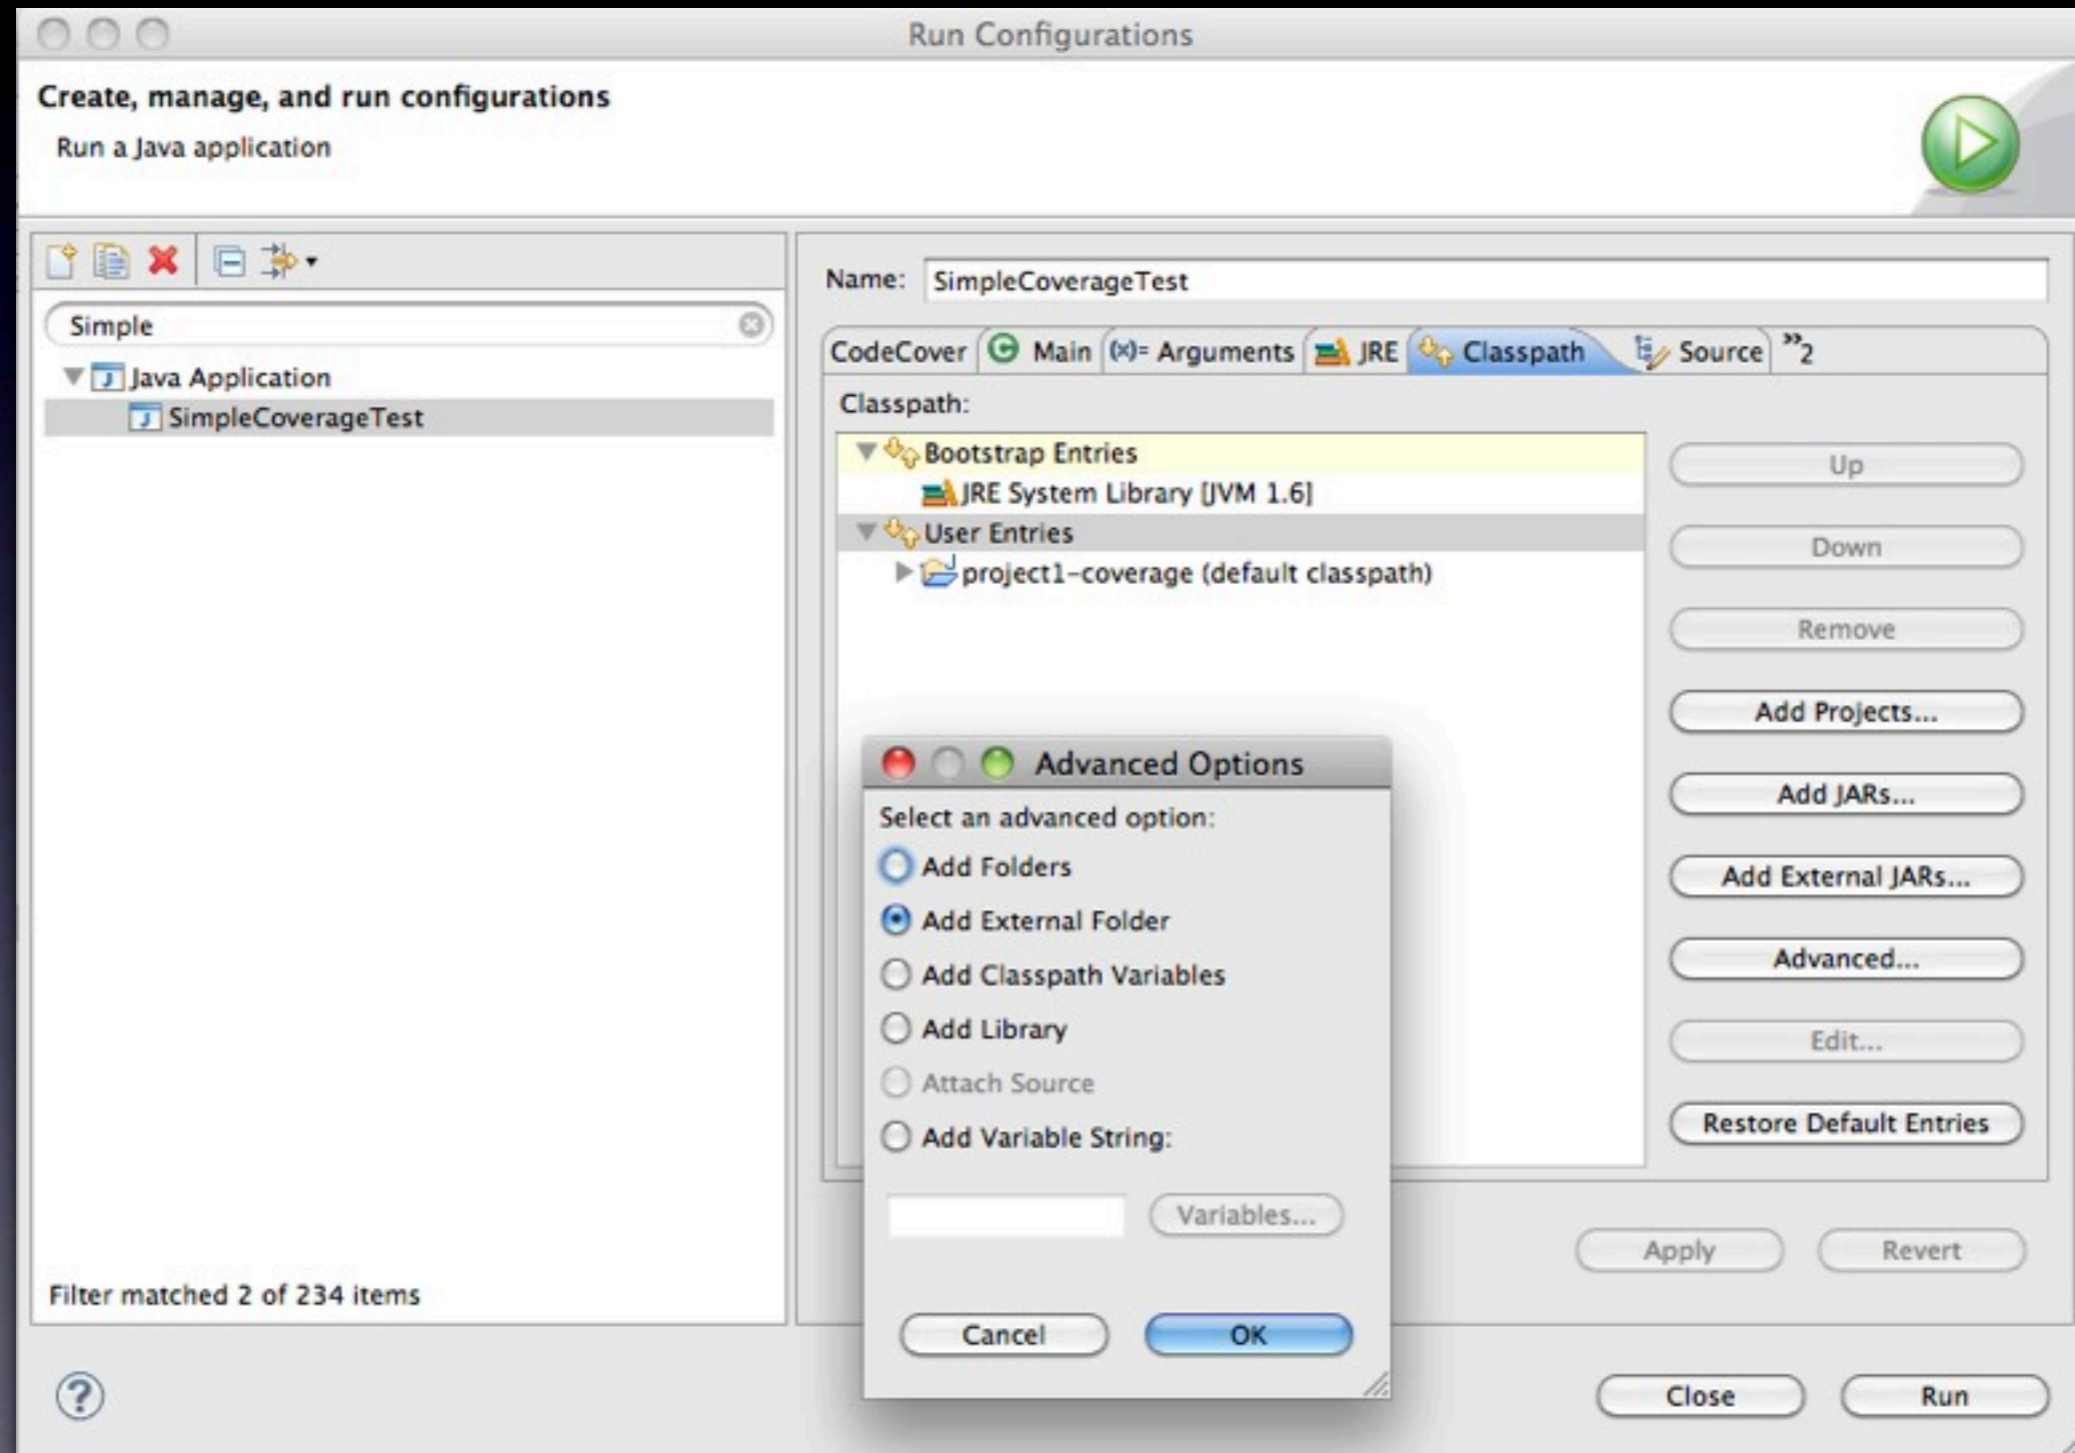 Run Configurations
Create, manage, and run configurations
Run a Java application
Simple
Java Application
SimpleCoverageTest
Filter matched 2 of 234 items
Name: SimpleCoverageTest
CodeCover Main (x)= Arguments JRE Classpath Source »2
Classpath:
Bootstrap Entries
JRE System Library [JVM 1.6]
User Entries
project1-coverage (default classpath)
Up
Down
Remove
Add Projects...
Add JARs...
Add External JARs...
Advanced...
Edit...
Restore Default Entries
Apply Revert
Advanced Options
Select an advanced option:
Add Folders
Add External Folder
Add Classpath Variables
Add Library
Attach Source
Add Variable String:
Variables...
Cancel OK
Close Run